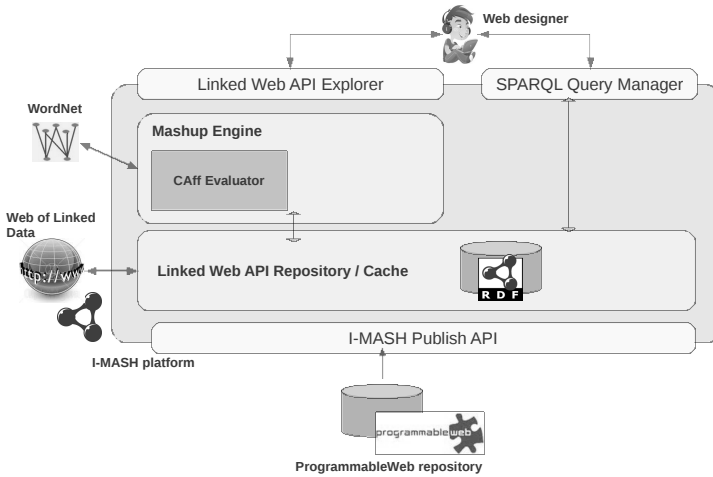 Web designer
Linked Web API Explorer
SPARQL Query Manager
WordNet
W
Mashup Engine
CAff Evaluator
Web of Linked
Data
http://ww
Linked Web API Repository / Cache
RDF
I-MASH Publish API
I-MASH platform
programmableweb
ProgrammableWeb repository